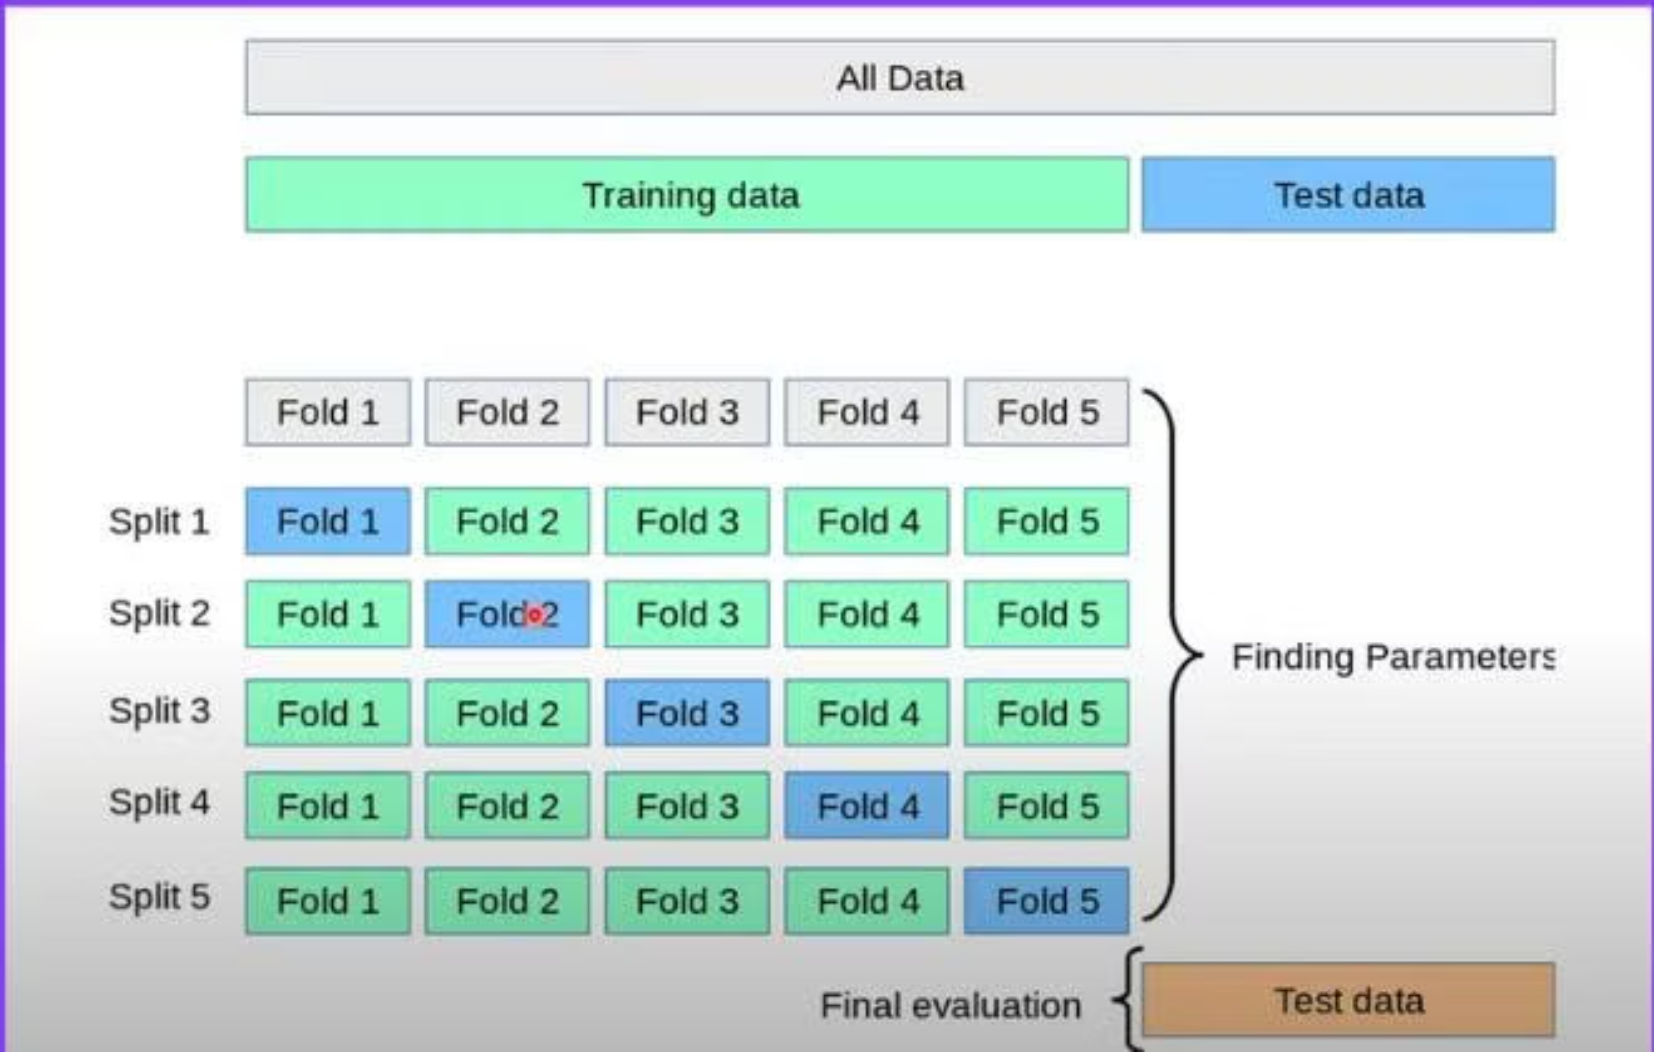 All Data
Training data Test data
Fold 1 Fold 2 Fold 3 Fold 4 Fold 5
Split 1 Fold 1 Fold 2 Fold 3 Fold 4 Fold 5
Split 2 Fold 1 Fold 2 Fold 3 Fold 4 Fold 5
Finding Parameters
Split 3 Fold 1 Fold 2 Fold 3 Fold 4 Fold 5
Split 4 Fold 1 Fold 2 Fold 3 Fold 4 Fold 5
Split 5 Fold 1 Fold 2 Fold 3 Fold 4 Fold 5
Final evaluation Test data